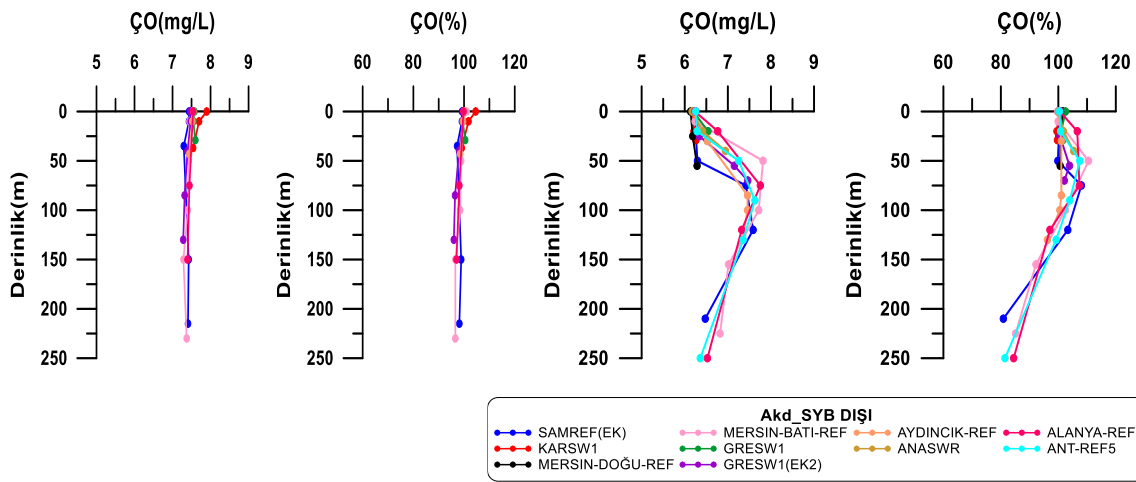 ÇO(mg/L) ÇO(%) ÇO(mg/L) ÇO(%)
5 6 7 8 9 60 80 100 120 4 5 6 7 8 9 60 80 100 120
0 0 0 0
50 50 50 50
100 100 100 100
150 150 150 150
200 200 200 200
250 250 250 250
Derinlik(m) Derinlik(m) Derinlik(m) Derinlik(m)
Akd_SYB DIŞI
SAMREF(EK) MERSIN-BATI-REF AYDINCIK-REF ALANYA-REF
KARSW1 GRESW1 ANASWR ANT-REF5
MERSIN-DOĞU-REF GRESW1(EK2)